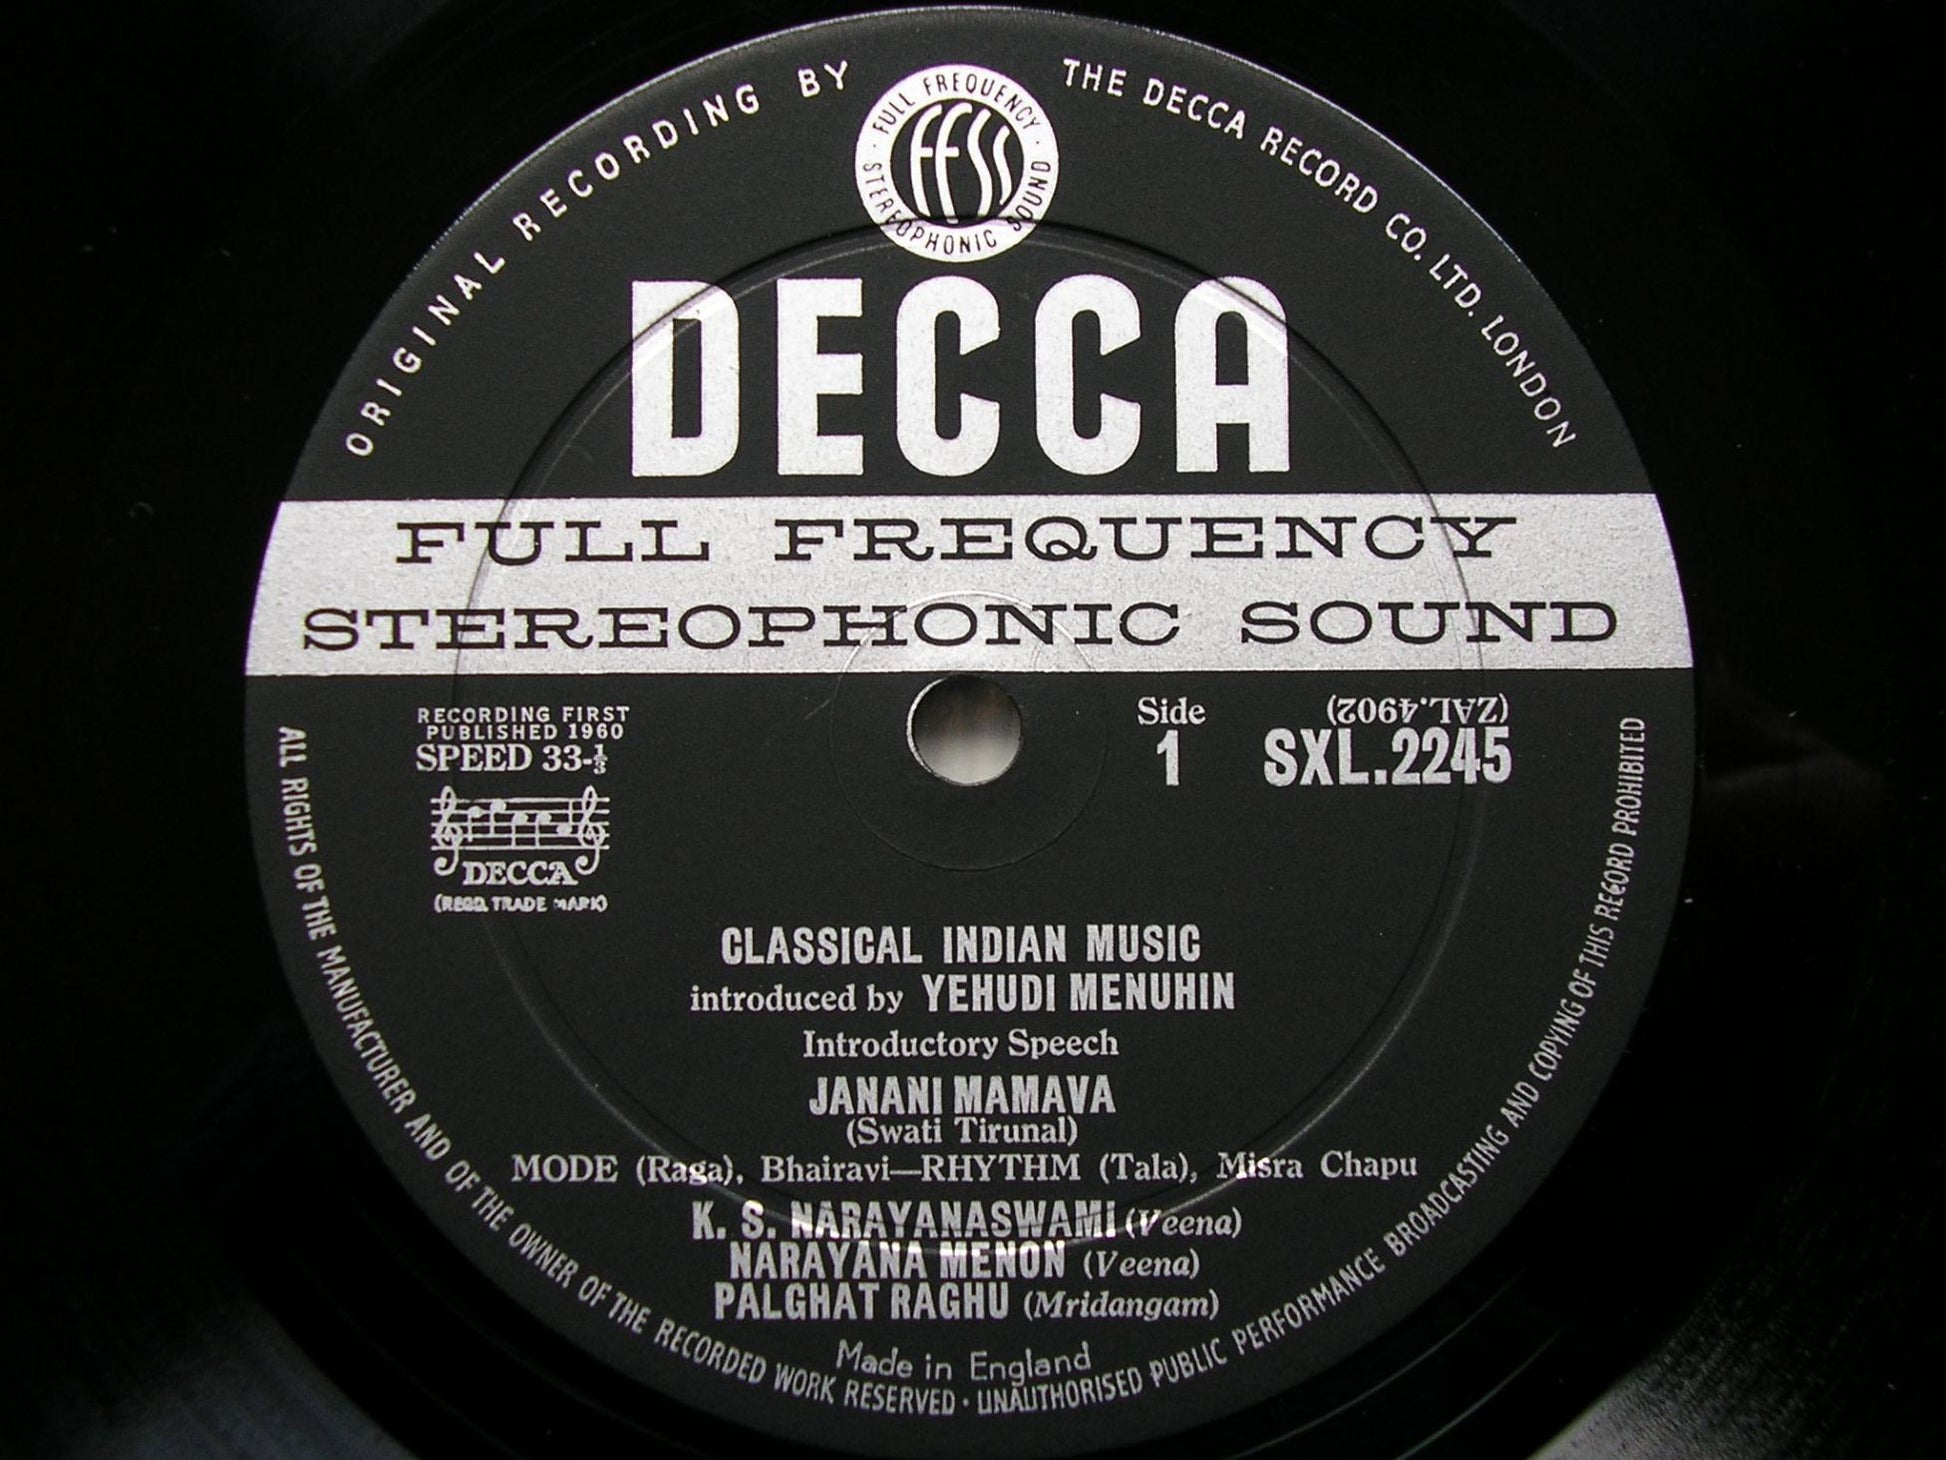 ORIGINAL RECORDING BY
THE DECCA RECORD CO. LTD. LONDON
FULL FREQUENCY
STEREOPHONIC SOUND
FFSS
DECCA
FULL FREQUENCY
STEREOPHONIC SOUND
RECORDING FIRST
PUBLISHED 1960
SPEED 33-⅓
DECCA
(REGD. TRADE MARK)
Side
1
(ZAL.4902)
SXL.2245
CLASSICAL INDIAN MUSIC
introduced by YEHUDI MENUHIN
Introductory Speech
JANANI MAMAVA
(Swati Tirunal)
MODE (Raga), Bhairavi—RHYTHM (Tala), Misra Chapu
K. S. NARAYANASWAMI (Veena)
NARAYANA MENON (Veena)
PALGHAT RAGHU (Mridangam)
Made in England
ALL RIGHTS OF THE MANUFACTURER AND OF THE OWNER OF THE RECORDED WORK RESERVED · UNAUTHORISED PUBLIC PERFORMANCE BROADCASTING AND COPYING OF THIS RECORD PROHIBITED